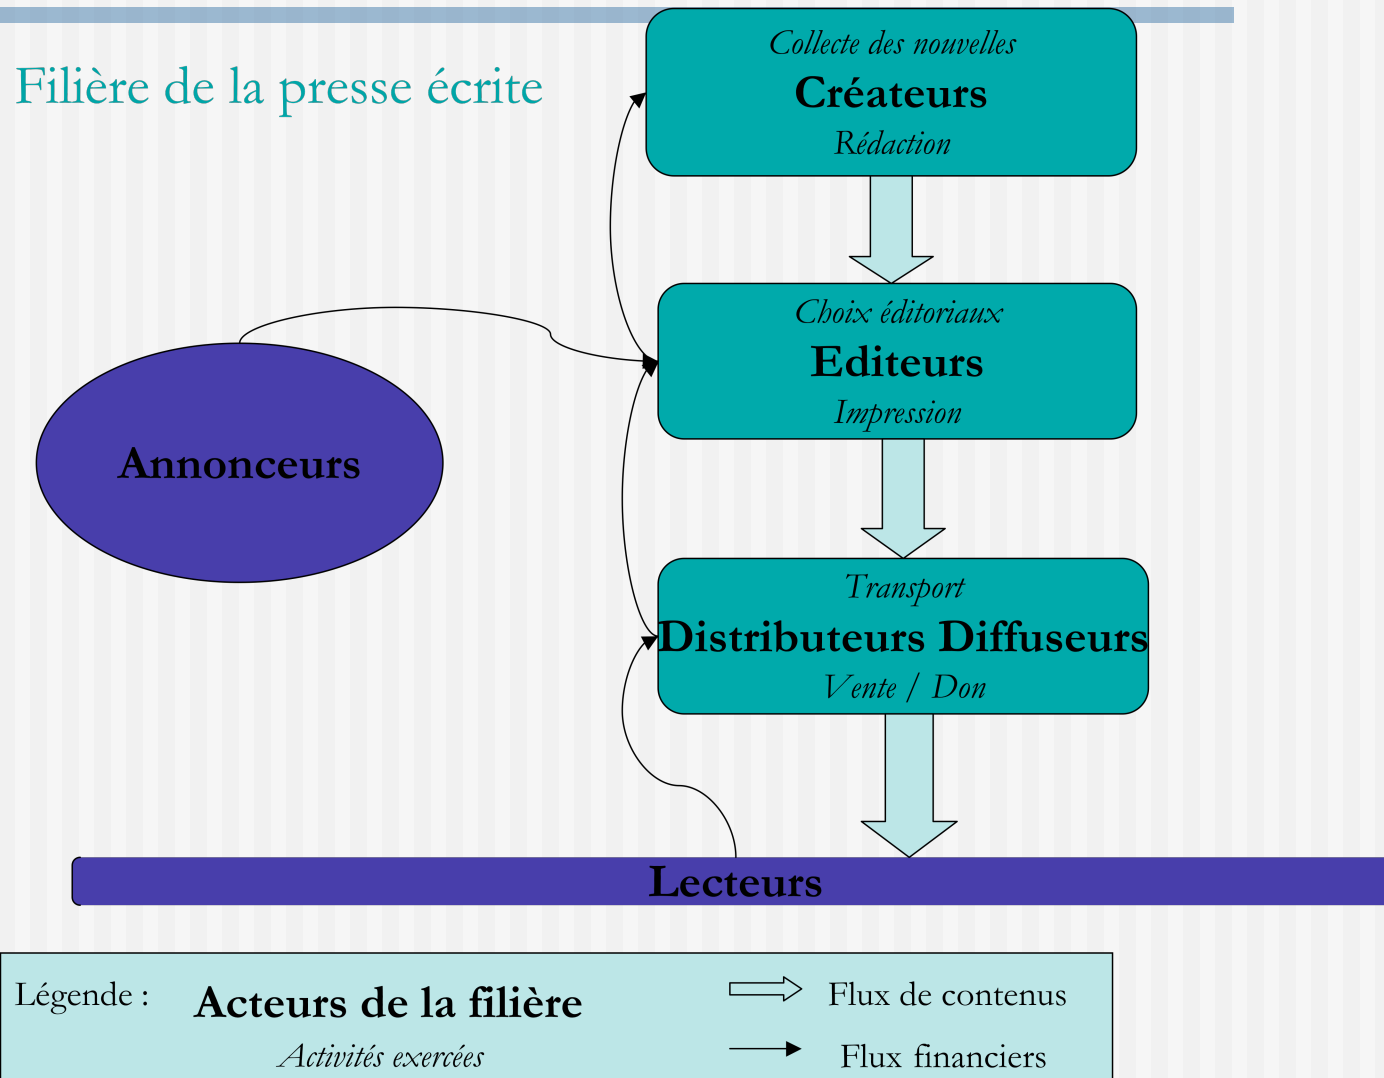 Filière de la presse écrite
Collecte des nouvelles
Créateurs
Rédaction
Choix éditoriaux
Editeurs
Impression
Annonceurs
Transport
Distributeurs Diffuseurs
Vente / Don
Lecteurs
Légende :
Acteurs de la filière
Activités exercées
Flux de contenus
Flux financiers